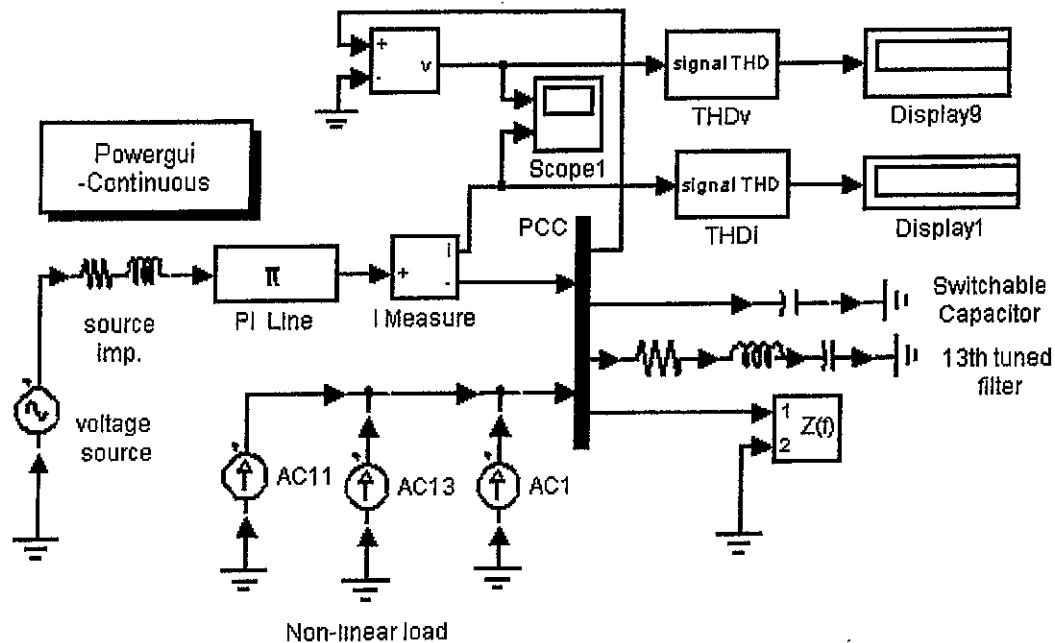 +
-
v
signal THD
THDv
Display9
Scope1
Powergui
-Continuous
signal THD
THDi
Display1
PCC
i
+
-
π
PI Line
I Measure
source
imp.
voltage
source
Switchable
Capacitor
13th tuned
filter
1
2
Z(f)
AC11
AC13
AC1
Non-linear load